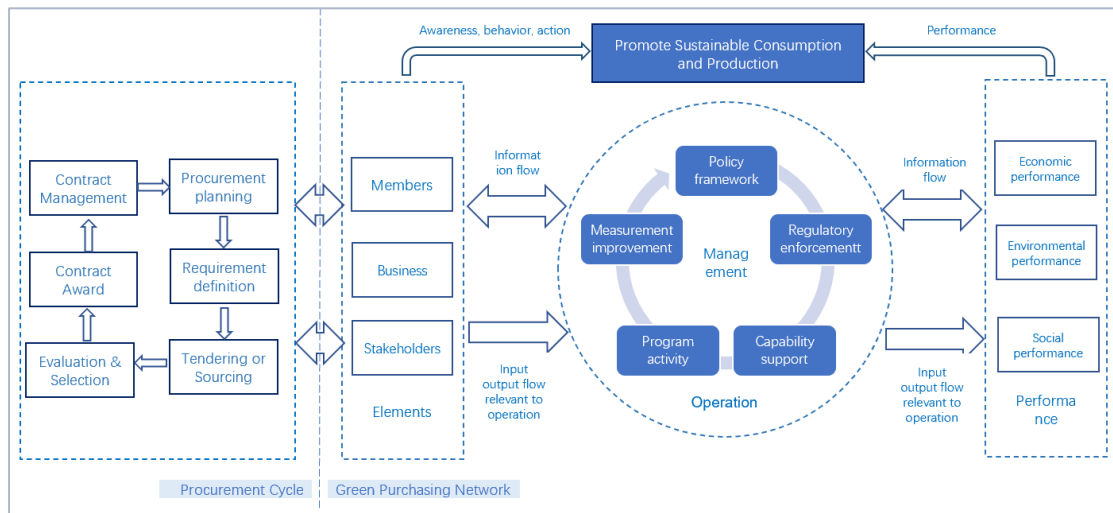 Awareness, behavior, action
Promote Sustainable Consumption
and Production
Performance
Contract
Management
Procurement
planning
Contract
Award
Requirement
definition
Evaluation &
Selection
Tendering or
Sourcing
Members
Business
Stakeholders
Elements
Informat
ion flow
Input
output flow
relevant to
operation
Policy
framework
Measurement
improvement
Regulatory
enforcementt
Manag
ement
Program
activity
Capability
support
Operation
Information
flow
Input
output flow
relevant to
operation
Economic
performance
Environmental
performance
Social
performance
Performa
nce
Procurement Cycle
Green Purchasing Network